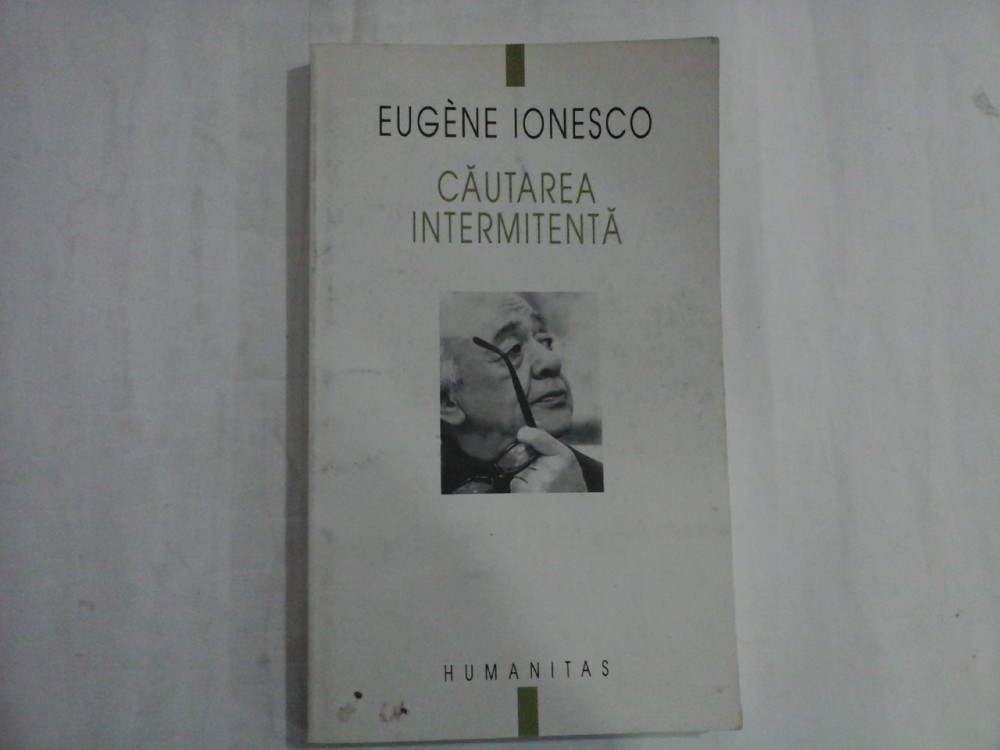 EUGÈNE IONESCO
CĂUTAREA
INTERMITENTĂ
HUMANITAS